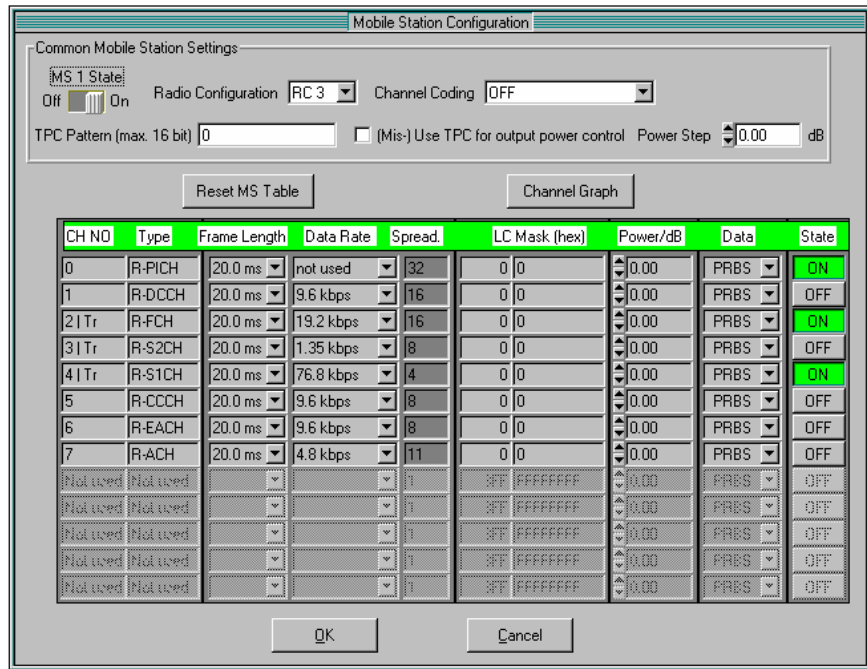 Mobile Station Configuration
Common Mobile Station Settings
MS 1 State
Off On Radio Configuration RC 3 Channel Coding OFF
TPC Pattern (max. 16 bit) 0 (Mis-) Use TPC for output power control Power Step 0.00 dB
Reset MS Table Channel Graph
CH NO Type Frame Length Data Rate Spread. LC Mask (hex) Power/dB Data State
0 R-PICH 20.0 ms not used 32 0 0 0.00 PRBS ON
1 R-DCCH 20.0 ms 9.6 kbps 16 0 0 0.00 PRBS OFF
2 | Tr R-FCH 20.0 ms 19.2 kbps 16 0 0 0.00 PRBS ON
3 | Tr R-S2CH 20.0 ms 1.35 kbps 8 0 0 0.00 PRBS OFF
4 | Tr R-S1CH 20.0 ms 76.8 kbps 4 0 0 0.00 PRBS ON
5 R-CCCH 20.0 ms 9.6 kbps 8 0 0 0.00 PRBS OFF
6 R-EACH 20.0 ms 9.6 kbps 8 0 0 0.00 PRBS OFF
7 R-ACH 20.0 ms 4.8 kbps 11 0 0 0.00 PRBS OFF
Not used Not used 1 3FF FFFFFFFF 0.00 PRBS OFF
Not used Not used 1 3FF FFFFFFFF 0.00 PRBS OFF
Not used Not used 1 3FF FFFFFFFF 0.00 PRBS OFF
Not used Not used 1 3FF FFFFFFFF 0.00 PRBS OFF
Not used Not used 1 3FF FFFFFFFF 0.00 PRBS OFF
OK Cancel